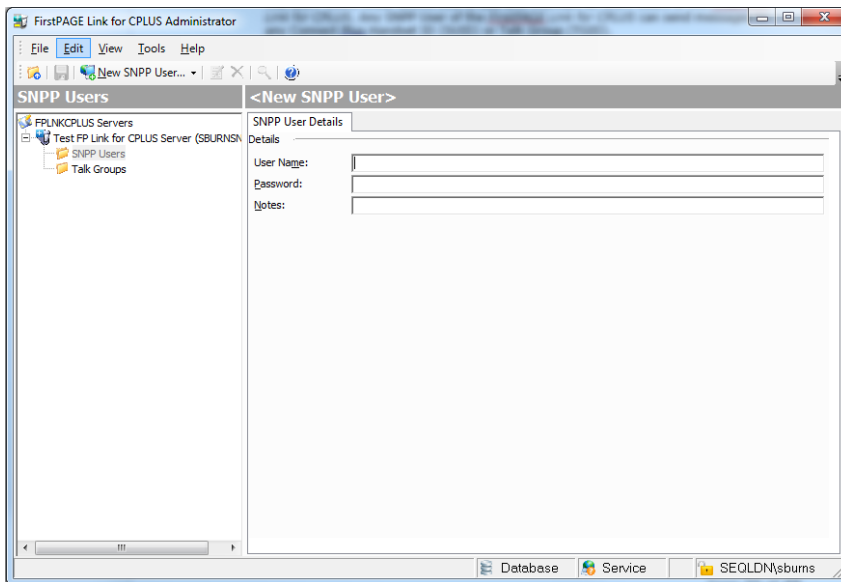 FirstPAGE Link for CPLUS Administrator
File Edit View Tools Help
New SNPP User...
SNPP Users
<New SNPP User>
FPLNKCPLUS Servers
Test FP Link for CPLUS Server (SBURNSN
SNPP Users
Talk Groups
SNPP User Details
Details
User Name:
Password:
Notes:
Database
Service
SEQLDN\sburns